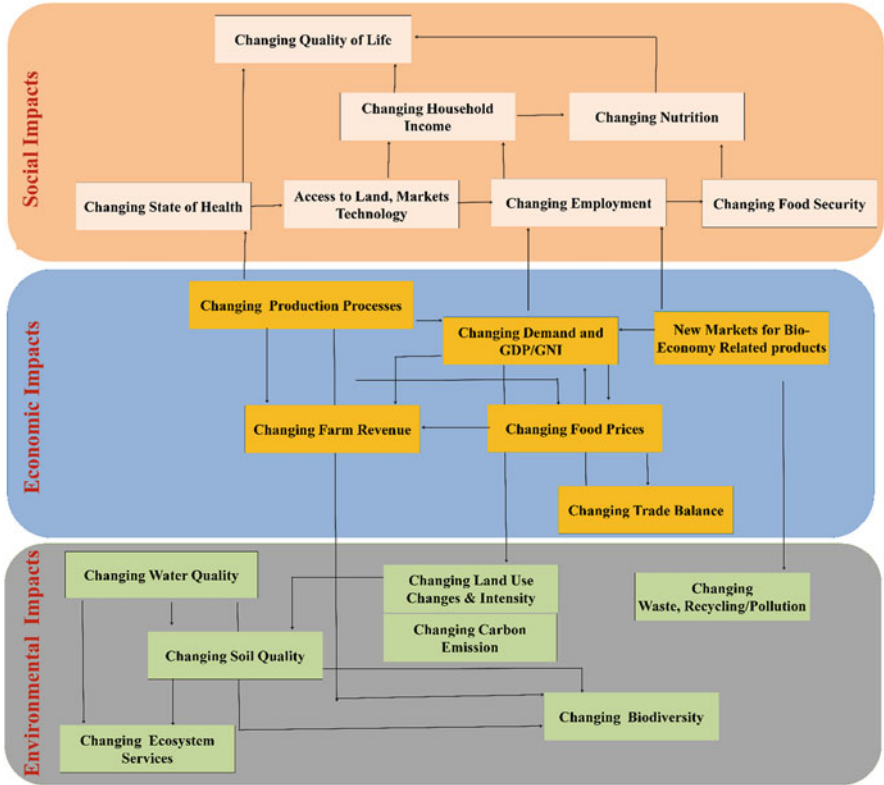 Social Impacts
Changing Quality of Life
Changing Household
Income
Changing Nutrition
Changing State of Health
Access to Land, Markets
Technology
Changing Employment
Changing Food Security
Economic Impacts
Changing Production Processes
Changing Demand and
GDP/GNI
New Markets for Bio-
Economy Related products
Changing Farm Revenue
Changing Food Prices
Changing Trade Balance
Environmental Impacts
Changing Water Quality
Changing Land Use
Changes & Intensity
Changing
Waste, Recycling/Pollution
Changing Carbon
Emission
Changing Soil Quality
Changing Biodiversity
Changing Ecosystem
Services